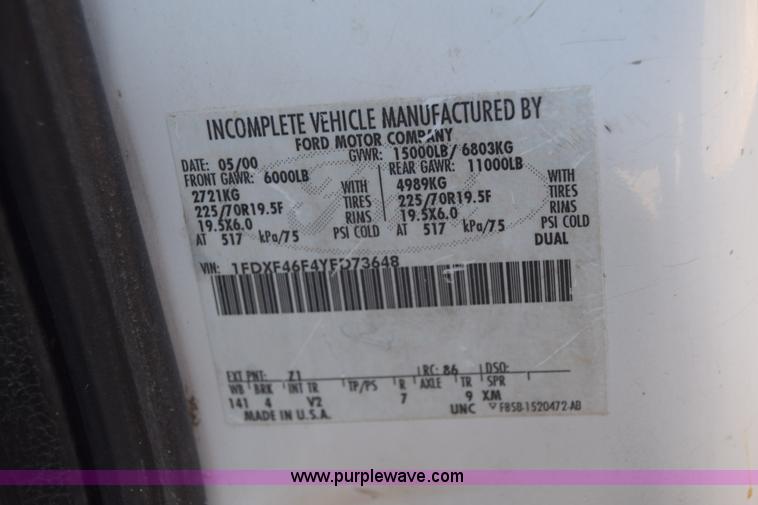 INCOMPLETE VEHICLE MANUFACTURED BY
FORD MOTOR COMPANY
DATE: 05/00 GVWR: 15000LB/ 6803KG
FRONT GAWR: 6000LB REAR GAWR: 11000LB
2721KG WITH 4989KG WITH
225/70R19.5F TIRES 225/70R19.5F TIRES
19.5X6.0 RIMS 19.5X6.0 RIMS
AT 517 kPa/75 PSI COLD AT 517 kPa/75 PSI COLD
DUAL
VIN: 1FDXF46F4YED73648
EXT PNT: Z1 RC: 86 DSO:
WB BRK INT TR TP/PS R AXLE TR SPR
141 4 V2 7 9 XM
MADE IN U.S.A. UNC F85B-1520472-AB
www.purplewave.com